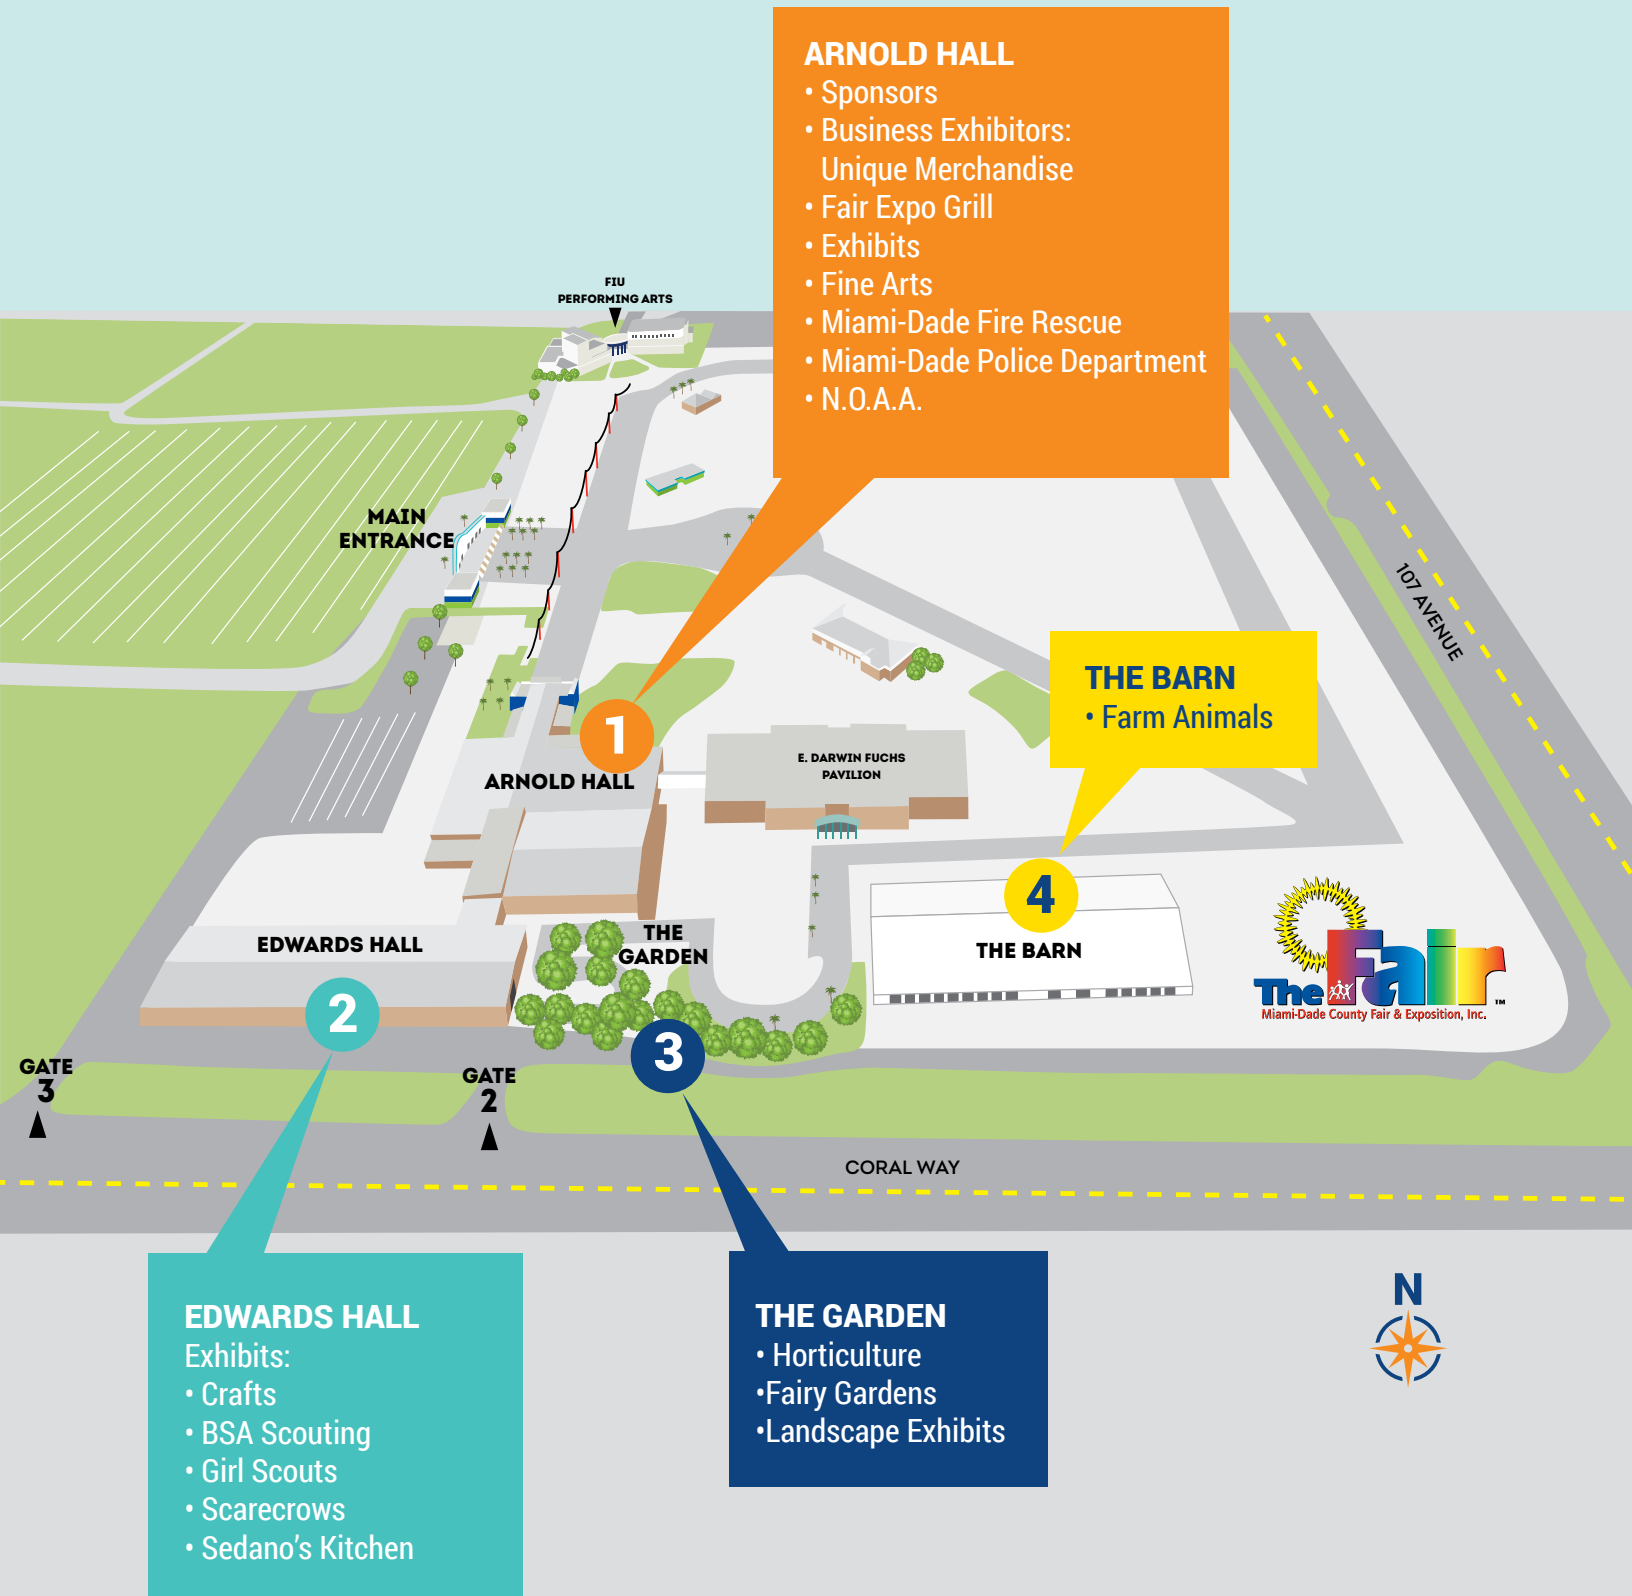 ARNOLD HALL
• Sponsors
• Business Exhibitors:
Unique Merchandise
• Fair Expo Grill
• Exhibits
• Fine Arts
• Miami-Dade Fire Rescue
• Miami-Dade Police Department
• N.O.A.A.
FIU
PERFORMING ARTS
MAIN
ENTRANCE
107 AVENUE
THE BARN
• Farm Animals
1
ARNOLD HALL
E. DARWIN FUCHS
PAVILION
4
THE BARN
The Fair ™
Miami-Dade County Fair & Exposition, Inc.
EDWARDS HALL
THE
GARDEN
2
3
GATE
3
GATE
2
CORAL WAY
EDWARDS HALL
Exhibits:
• Crafts
• BSA Scouting
• Girl Scouts
• Scarecrows
• Sedano's Kitchen
THE GARDEN
• Horticulture
•Fairy Gardens
•Landscape Exhibits
N